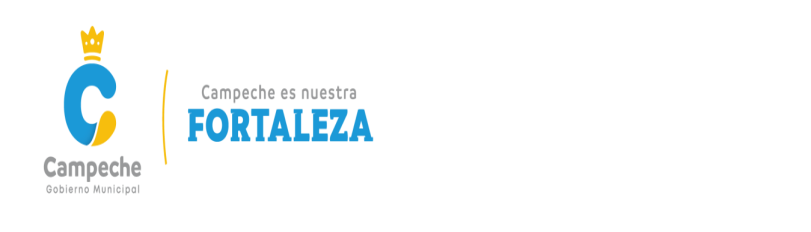 Campeche
Gobierno Municipal
Campeche es nuestra
FORTALEZA